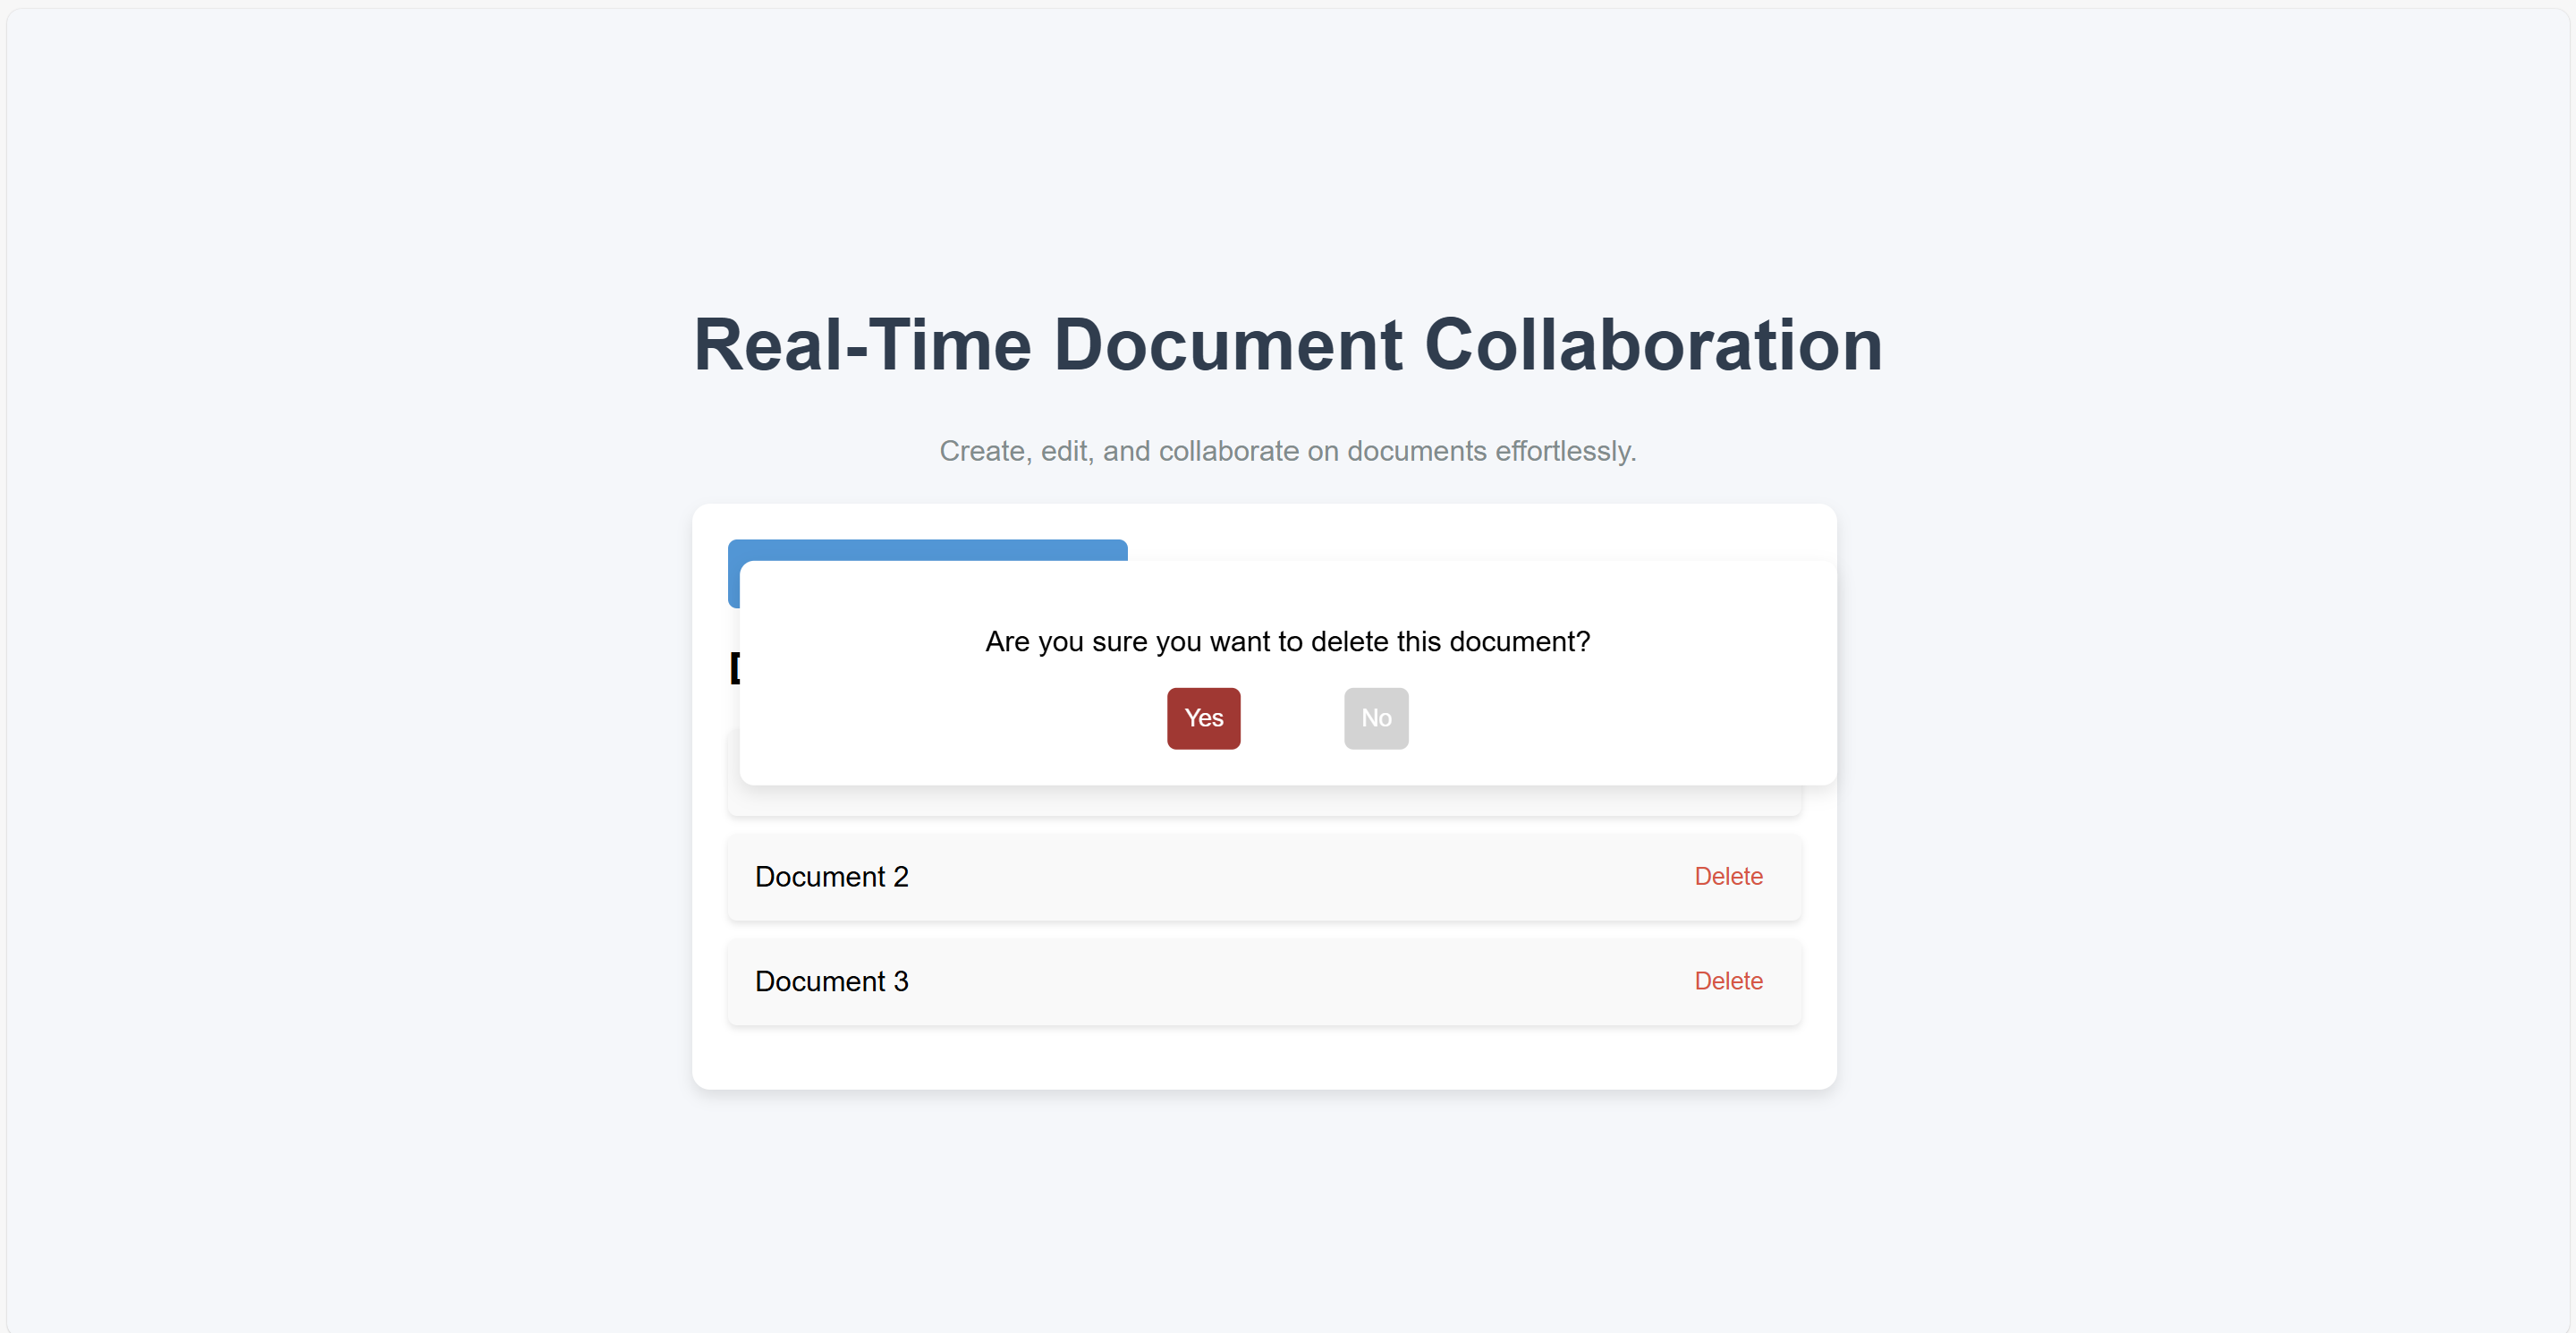 Real-Time Document Collaboration
Create, edit, and collaborate on documents effortlessly.
Are you sure you want to delete this document?
Yes
No
Document 2
Delete
Document 3
Delete